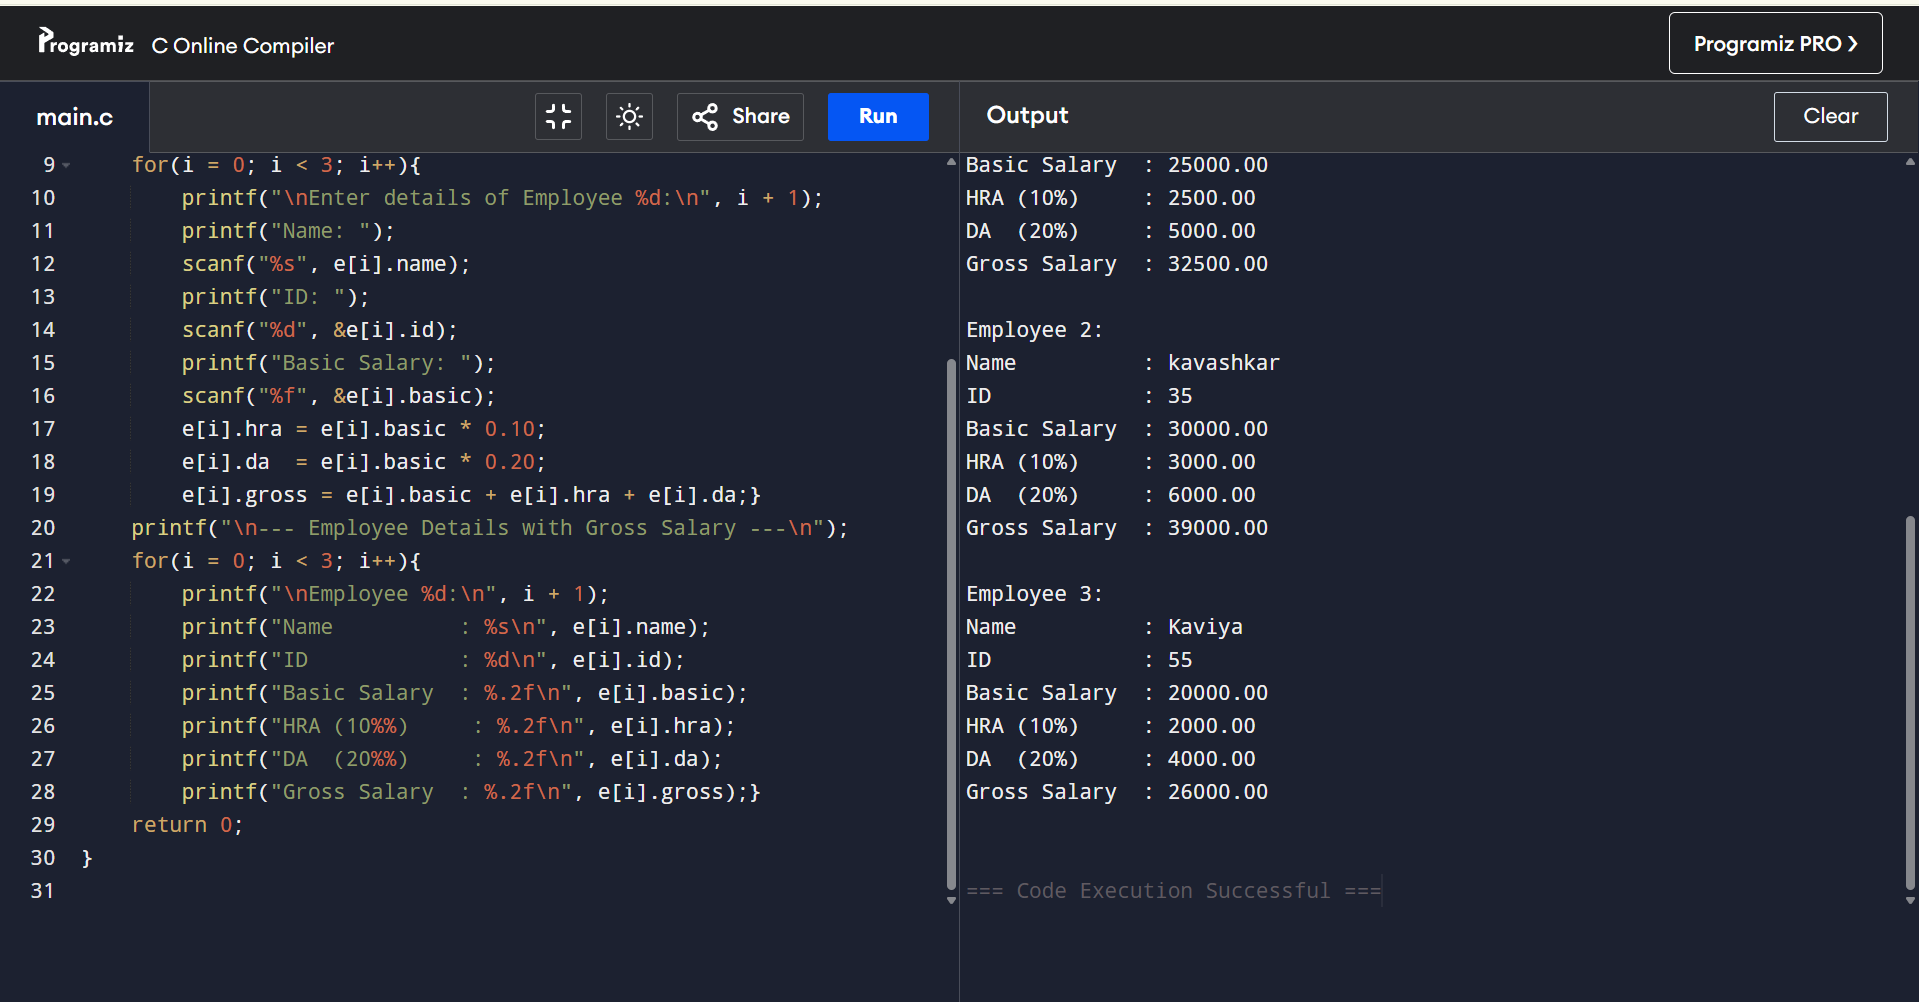 Programiz C Online Compiler
Programiz PRO ❯
main.c
Share
Run
Output
Clear
9 for(i = 0; i < 3; i++){
10 printf("\nEnter details of Employee %d:\n", i + 1);
11 printf("Name: ");
12 scanf("%s", e[i].name);
13 printf("ID: ");
14 scanf("%d", &e[i].id);
15 printf("Basic Salary: ");
16 scanf("%f", &e[i].basic);
17 e[i].hra = e[i].basic * 0.10;
18 e[i].da  = e[i].basic * 0.20;
19 e[i].gross = e[i].basic + e[i].hra + e[i].da;}
20 printf("\n--- Employee Details with Gross Salary ---\n");
21 for(i = 0; i < 3; i++){
22 printf("\nEmployee %d:\n", i + 1);
23 printf("Name          : %s\n", e[i].name);
24 printf("ID            : %d\n", e[i].id);
25 printf("Basic Salary  : %.2f\n", e[i].basic);
26 printf("HRA (10%%)     : %.2f\n", e[i].hra);
27 printf("DA  (20%%)     : %.2f\n", e[i].da);
28 printf("Gross Salary  : %.2f\n", e[i].gross);}
29 return 0;
30 }
31
Basic Salary  : 25000.00
HRA (10%)     : 2500.00
DA  (20%)     : 5000.00
Gross Salary  : 32500.00
Employee 2:
Name          : kavashkar
ID            : 35
Basic Salary  : 30000.00
HRA (10%)     : 3000.00
DA  (20%)     : 6000.00
Gross Salary  : 39000.00
Employee 3:
Name          : Kaviya
ID            : 55
Basic Salary  : 20000.00
HRA (10%)     : 2000.00
DA  (20%)     : 4000.00
Gross Salary  : 26000.00
=== Code Execution Successful ===